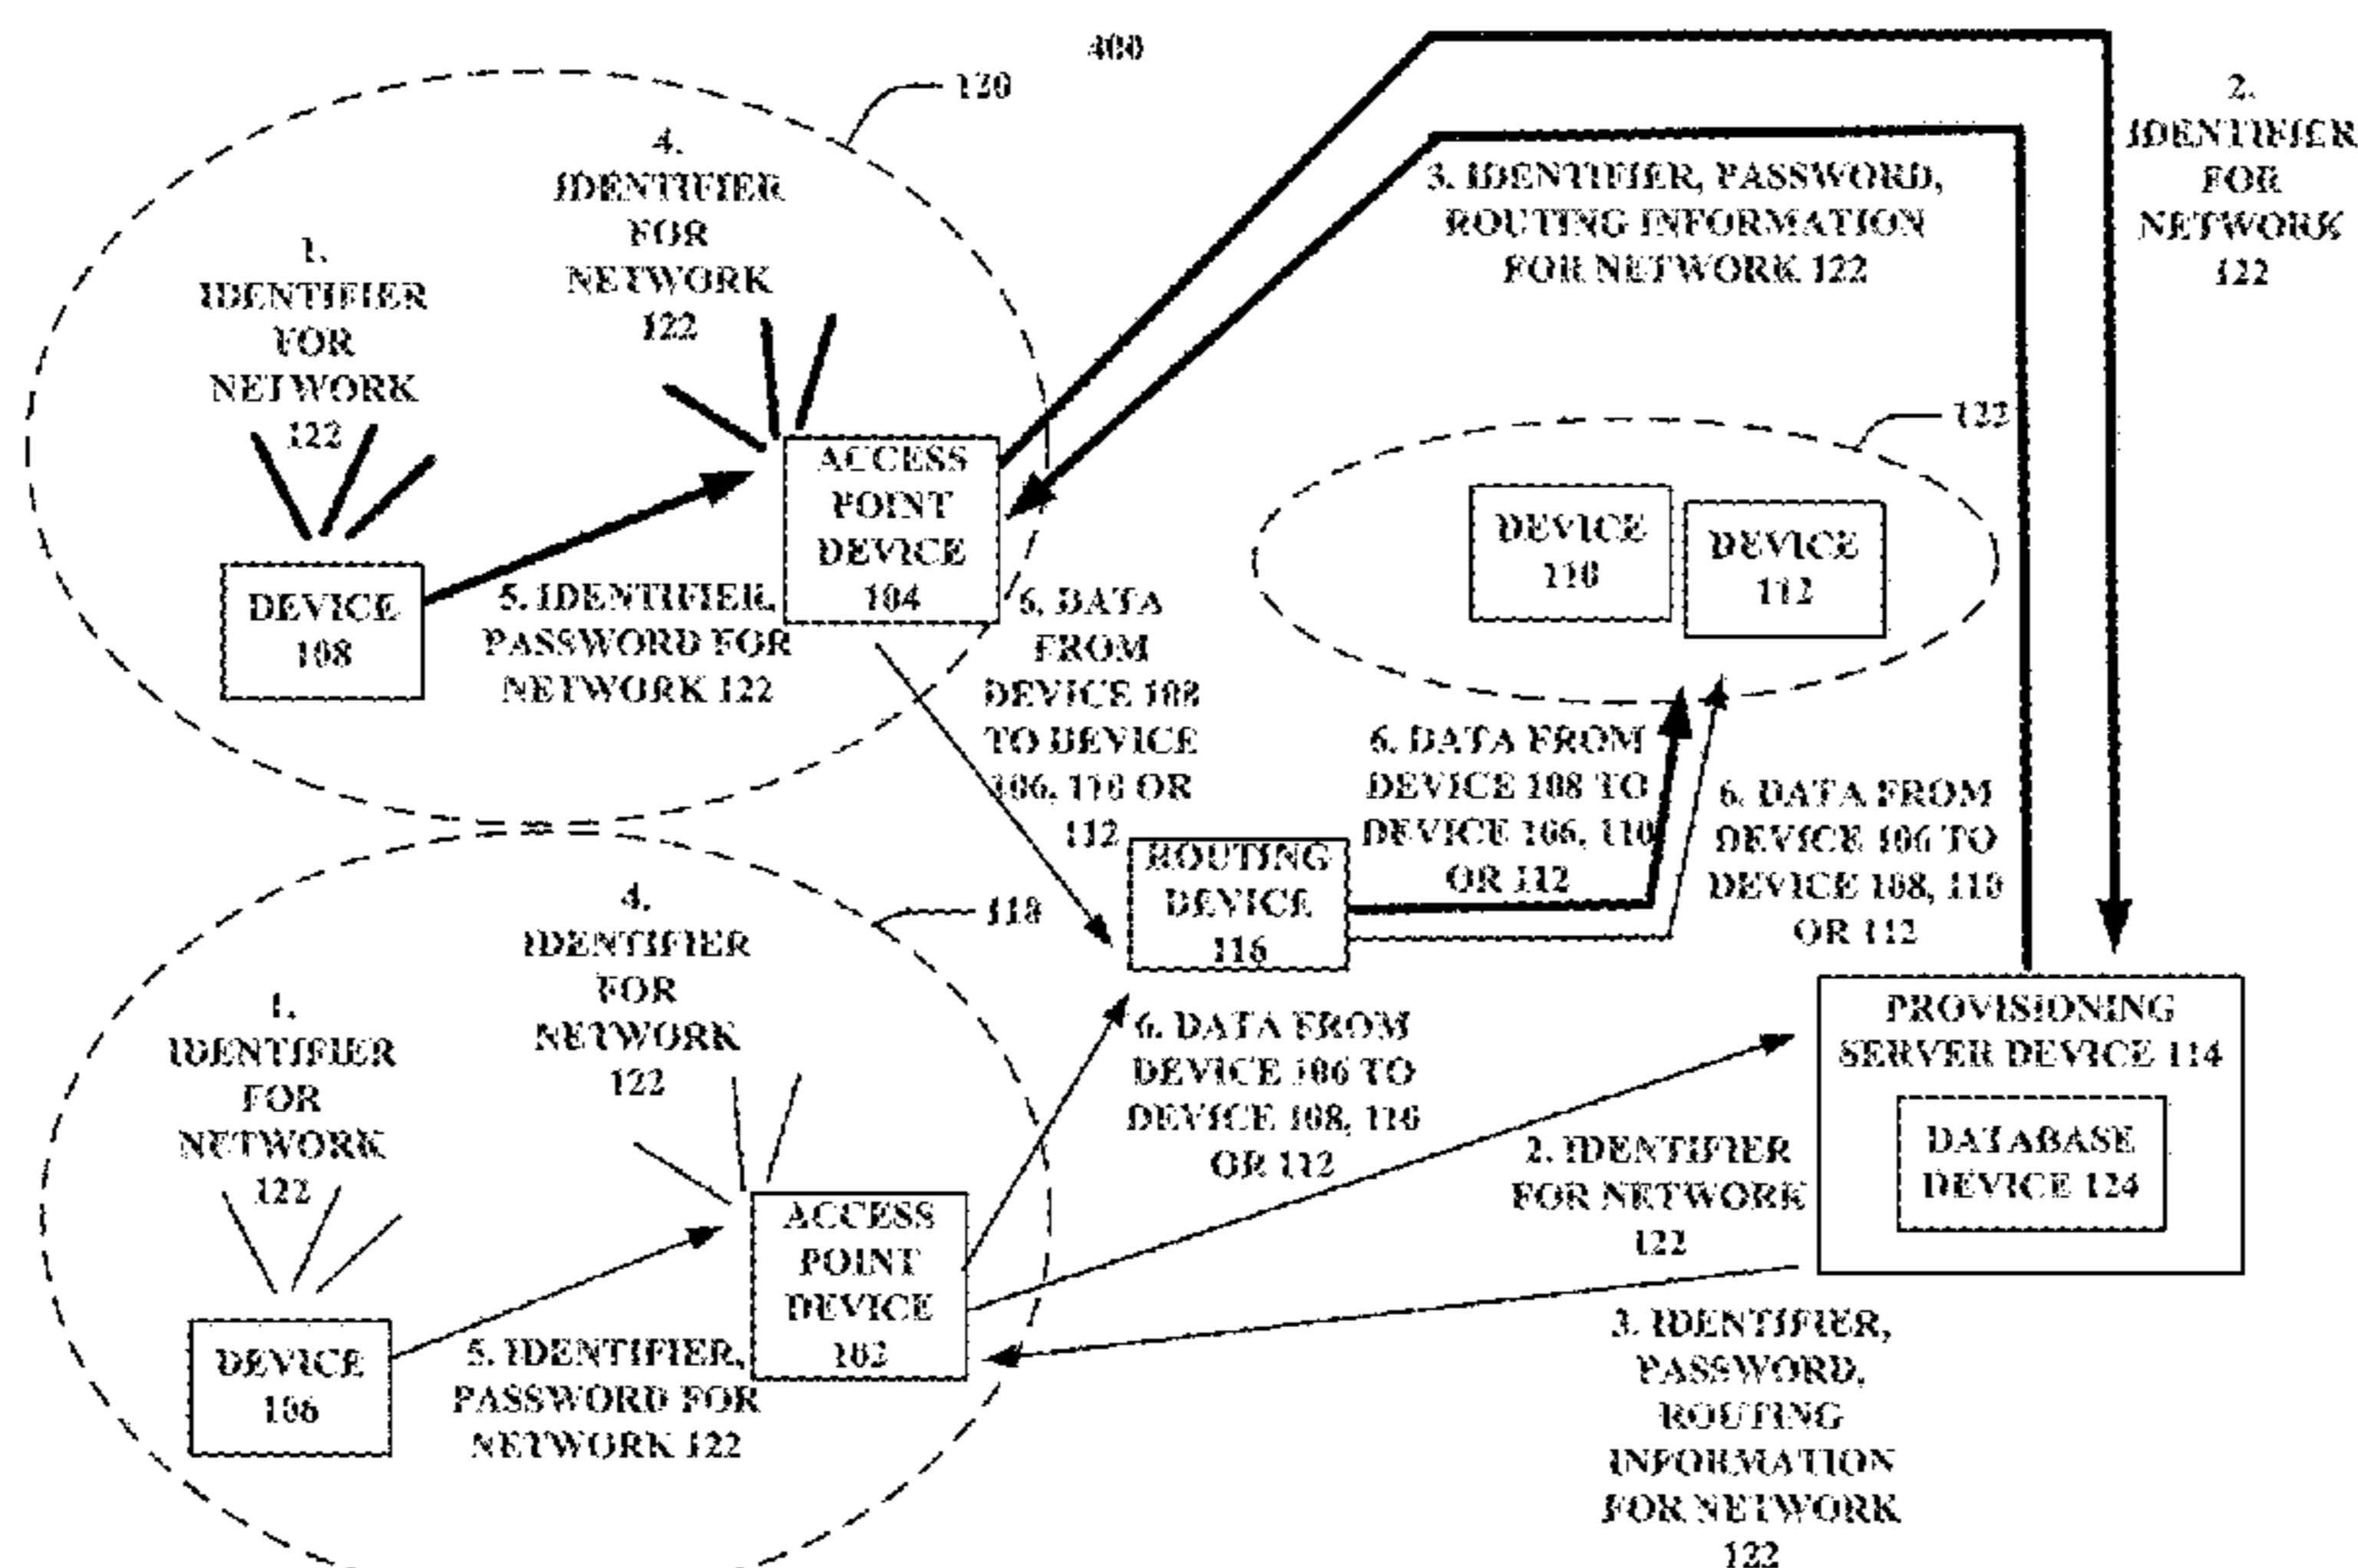 400
120
4.
IDENTIFIER
FOR
NETWORK
122
1.
IDENTIFIER
FOR
NETWORK
122
2.
IDENTIFIER
FOR
NETWORK
122
3. IDENTIFIER, PASSWORD,
ROUTING INFORMATION
FOR NETWORK 122
ACCESS
POINT
DEVICE
104
DEVICE
108
5. IDENTIFIER,
PASSWORD FOR
NETWORK 122
122
DEVICE
110
DEVICE
112
6. DATA
FROM
DEVICE 108
TO DEVICE
106, 110 OR
112
6. DATA FROM
DEVICE 108 TO
DEVICE 106, 110
OR 112
6. DATA FROM
DEVICE 106 TO
DEVICE 108, 110
OR 112
ROUTING
DEVICE
116
118
4.
IDENTIFIER
FOR
NETWORK
122
1.
IDENTIFIER
FOR
NETWORK
122
6. DATA FROM
DEVICE 106 TO
DEVICE 108, 110
OR 112
PROVISIONING
SERVER DEVICE 114
DATABASE
DEVICE 124
2. IDENTIFIER
FOR NETWORK
122
ACCESS
POINT
DEVICE
102
DEVICE
106
5. IDENTIFIER,
PASSWORD FOR
NETWORK 122
3. IDENTIFIER,
PASSWORD,
ROUTING
INFORMATION
FOR NETWORK
122